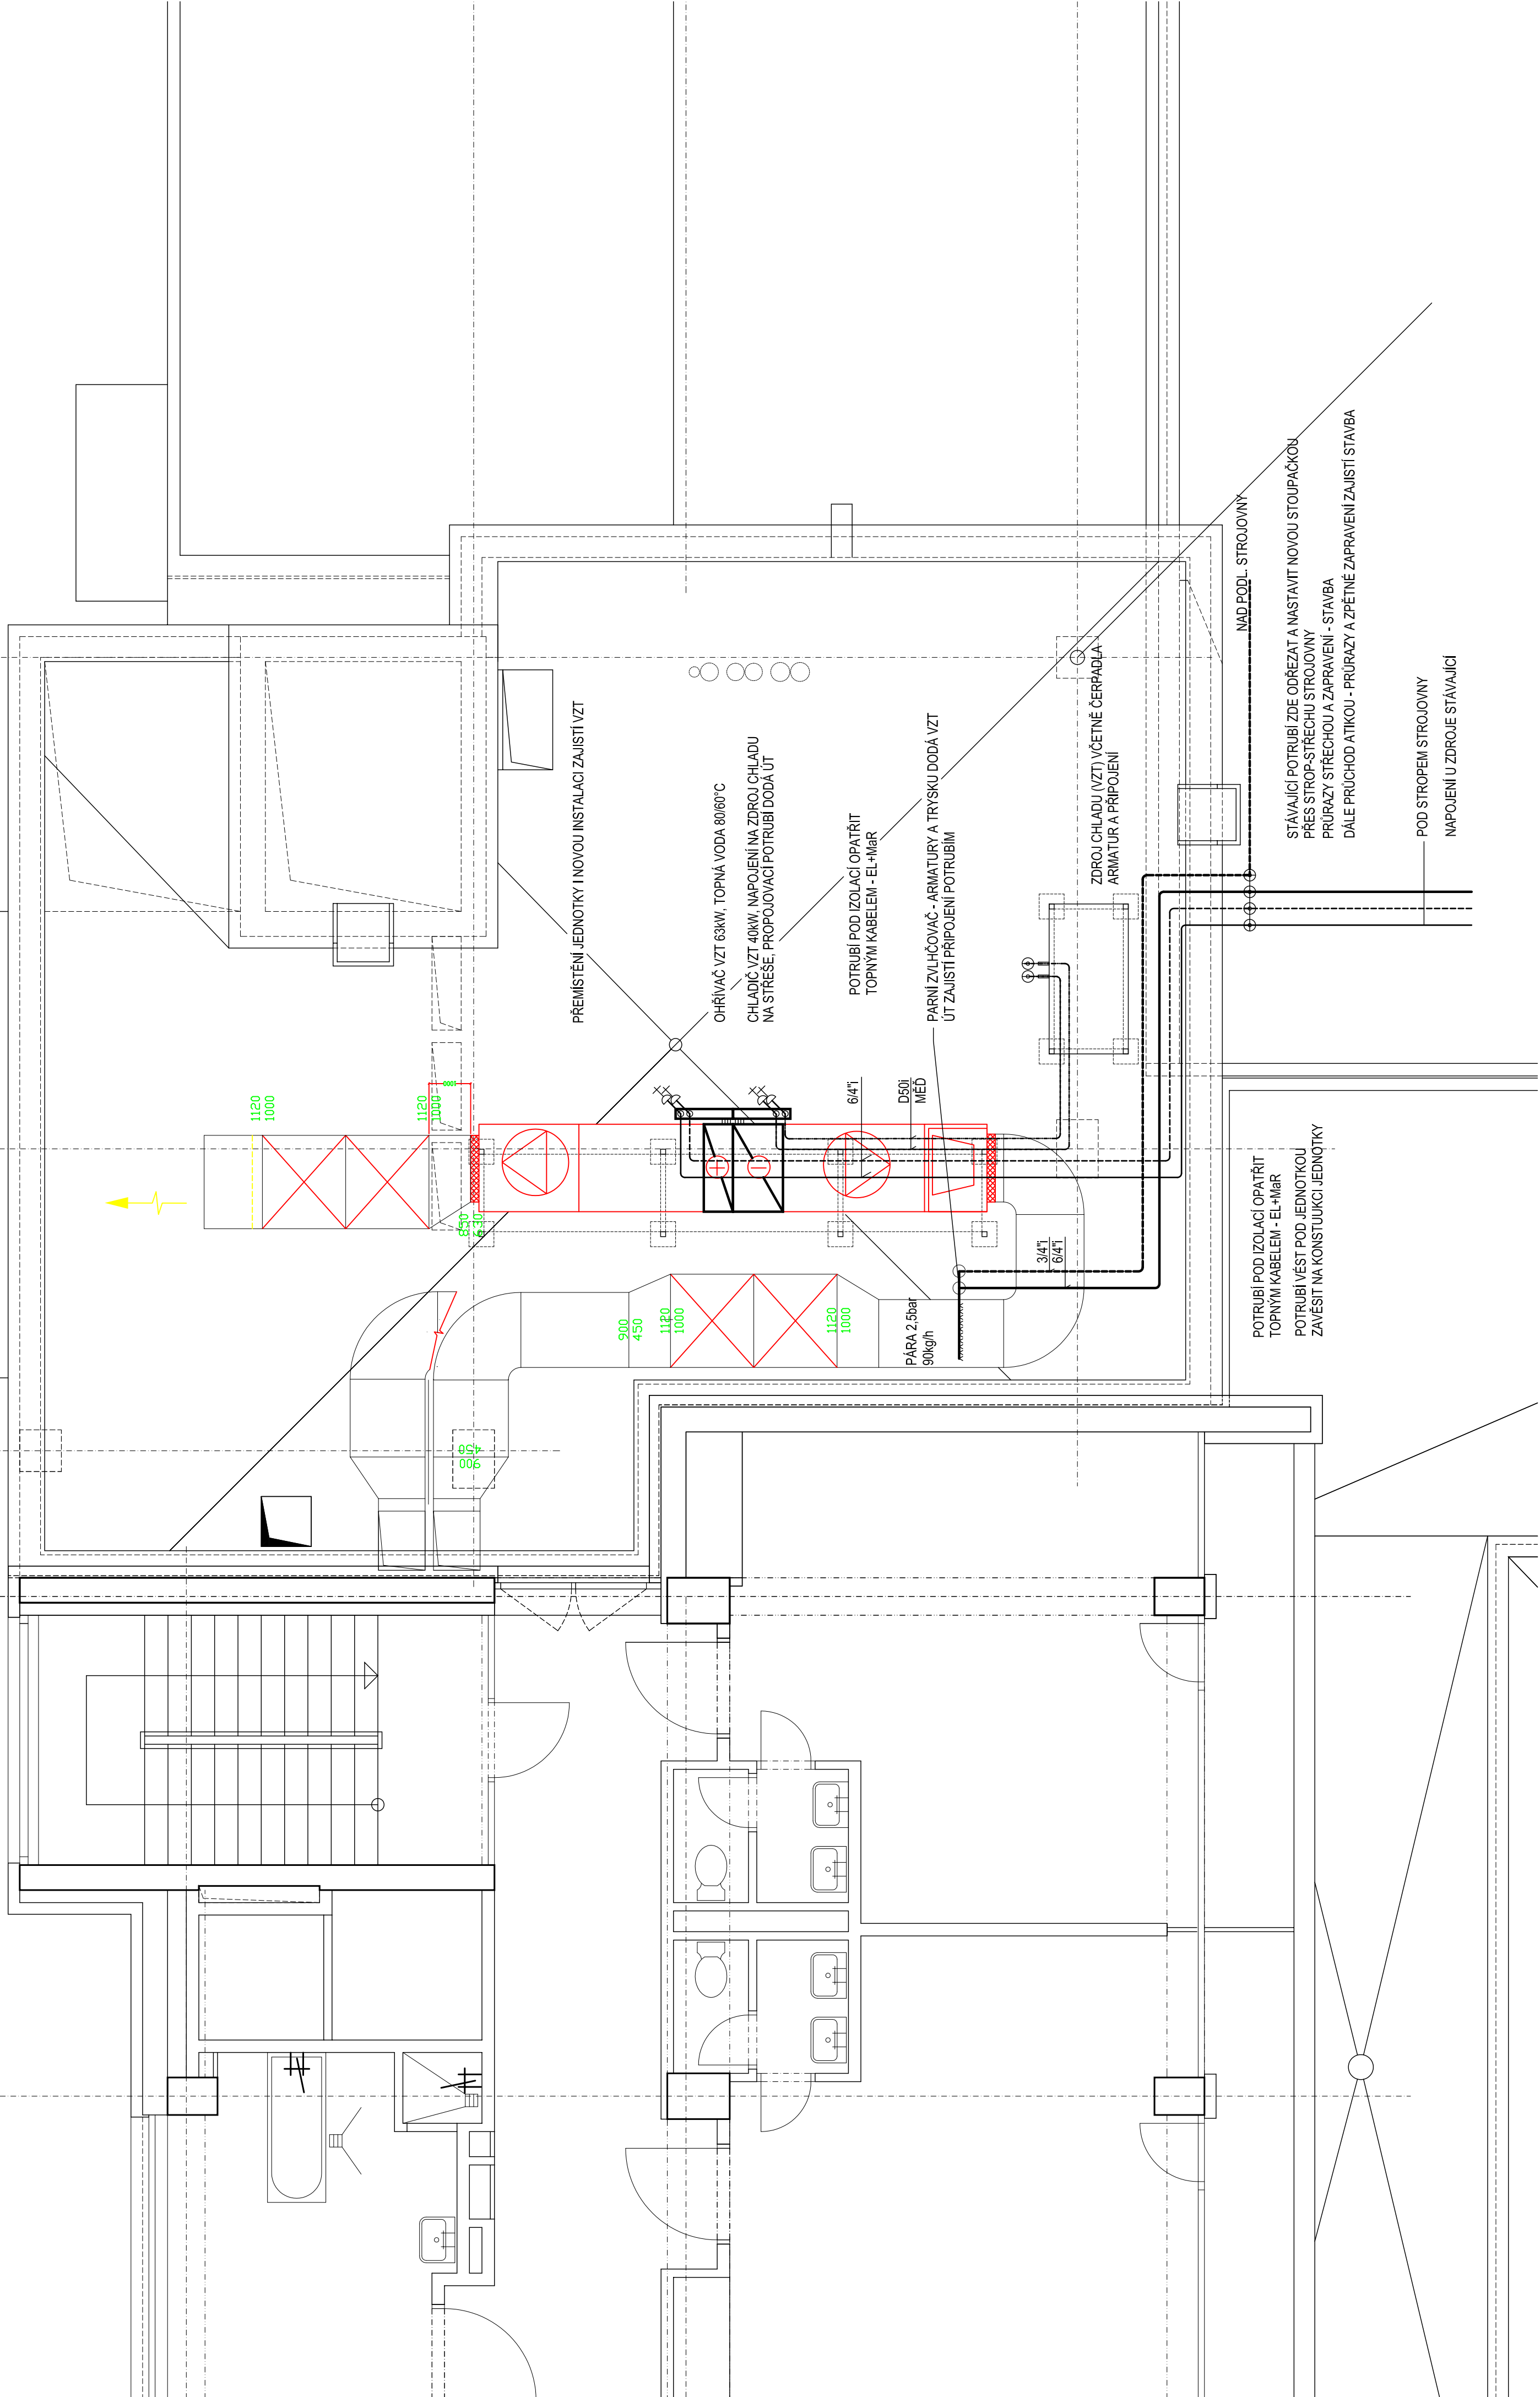 PŘEMÍSTĚNÍ JEDNOTKY I NOVOU INSTALACI ZAJISTÍ VZT
OHŘÍVAČ VZT 63kW, TOPNÁ VODA 80/60°C
CHLADIČ VZT 40kW, NAPOJENÍ NA ZDROJ CHLADU
NA STŘEŠE, PROPOJOVACÍ POTRUBÍ DODÁ ÚT
POTRUBÍ POD IZOLACÍ OPATŘIT
TOPNÝM KABELEM - EL+MaR
PARNÍ ZVLHČOVAČ - ARMATURY A TRYSKU DODÁ VZT
ÚT ZAJISTÍ PŘIPOJENÍ POTRUBÍM
ZDROJ CHLADU (VZT) VČETNĚ ČERPADLA
ARMATUR A PŘIPOJENÍ
NAD PODL. STROJOVNY
STÁVAJÍCÍ POTRUBÍ ZDE ODŘEZAT A NASTAVIT NOVOU STOUPAČKOU
PŘES STROP-STŘECHU STROJOVNY
PRŮRAZY STŘECHOU A ZAPRAVENÍ - STAVBA
DÁLE PRŮCHOD ATIKOU - PRŮRAZY A ZPĚTNÉ ZAPRAVENÍ ZAJISTÍ STAVBA
POD STROPEM STROJOVNY
NAPOJENÍ U ZDROJE STÁVAJÍCÍ
1120
1000
1120
1000
850
630
6/4"i
D50i
MĚĎ
3/4"i
6/4"i
900
450
1120
1000
1120
1000
PÁRA 2,5bar
90kg/h
POTRUBÍ POD IZOLACÍ OPATŘIT
TOPNÝM KABELEM - EL+MaR
POTRUBÍ VÉST POD JEDNOTKOU
ZAVĚSIT NA KONSTUUKCI JEDNOTKY
900
450